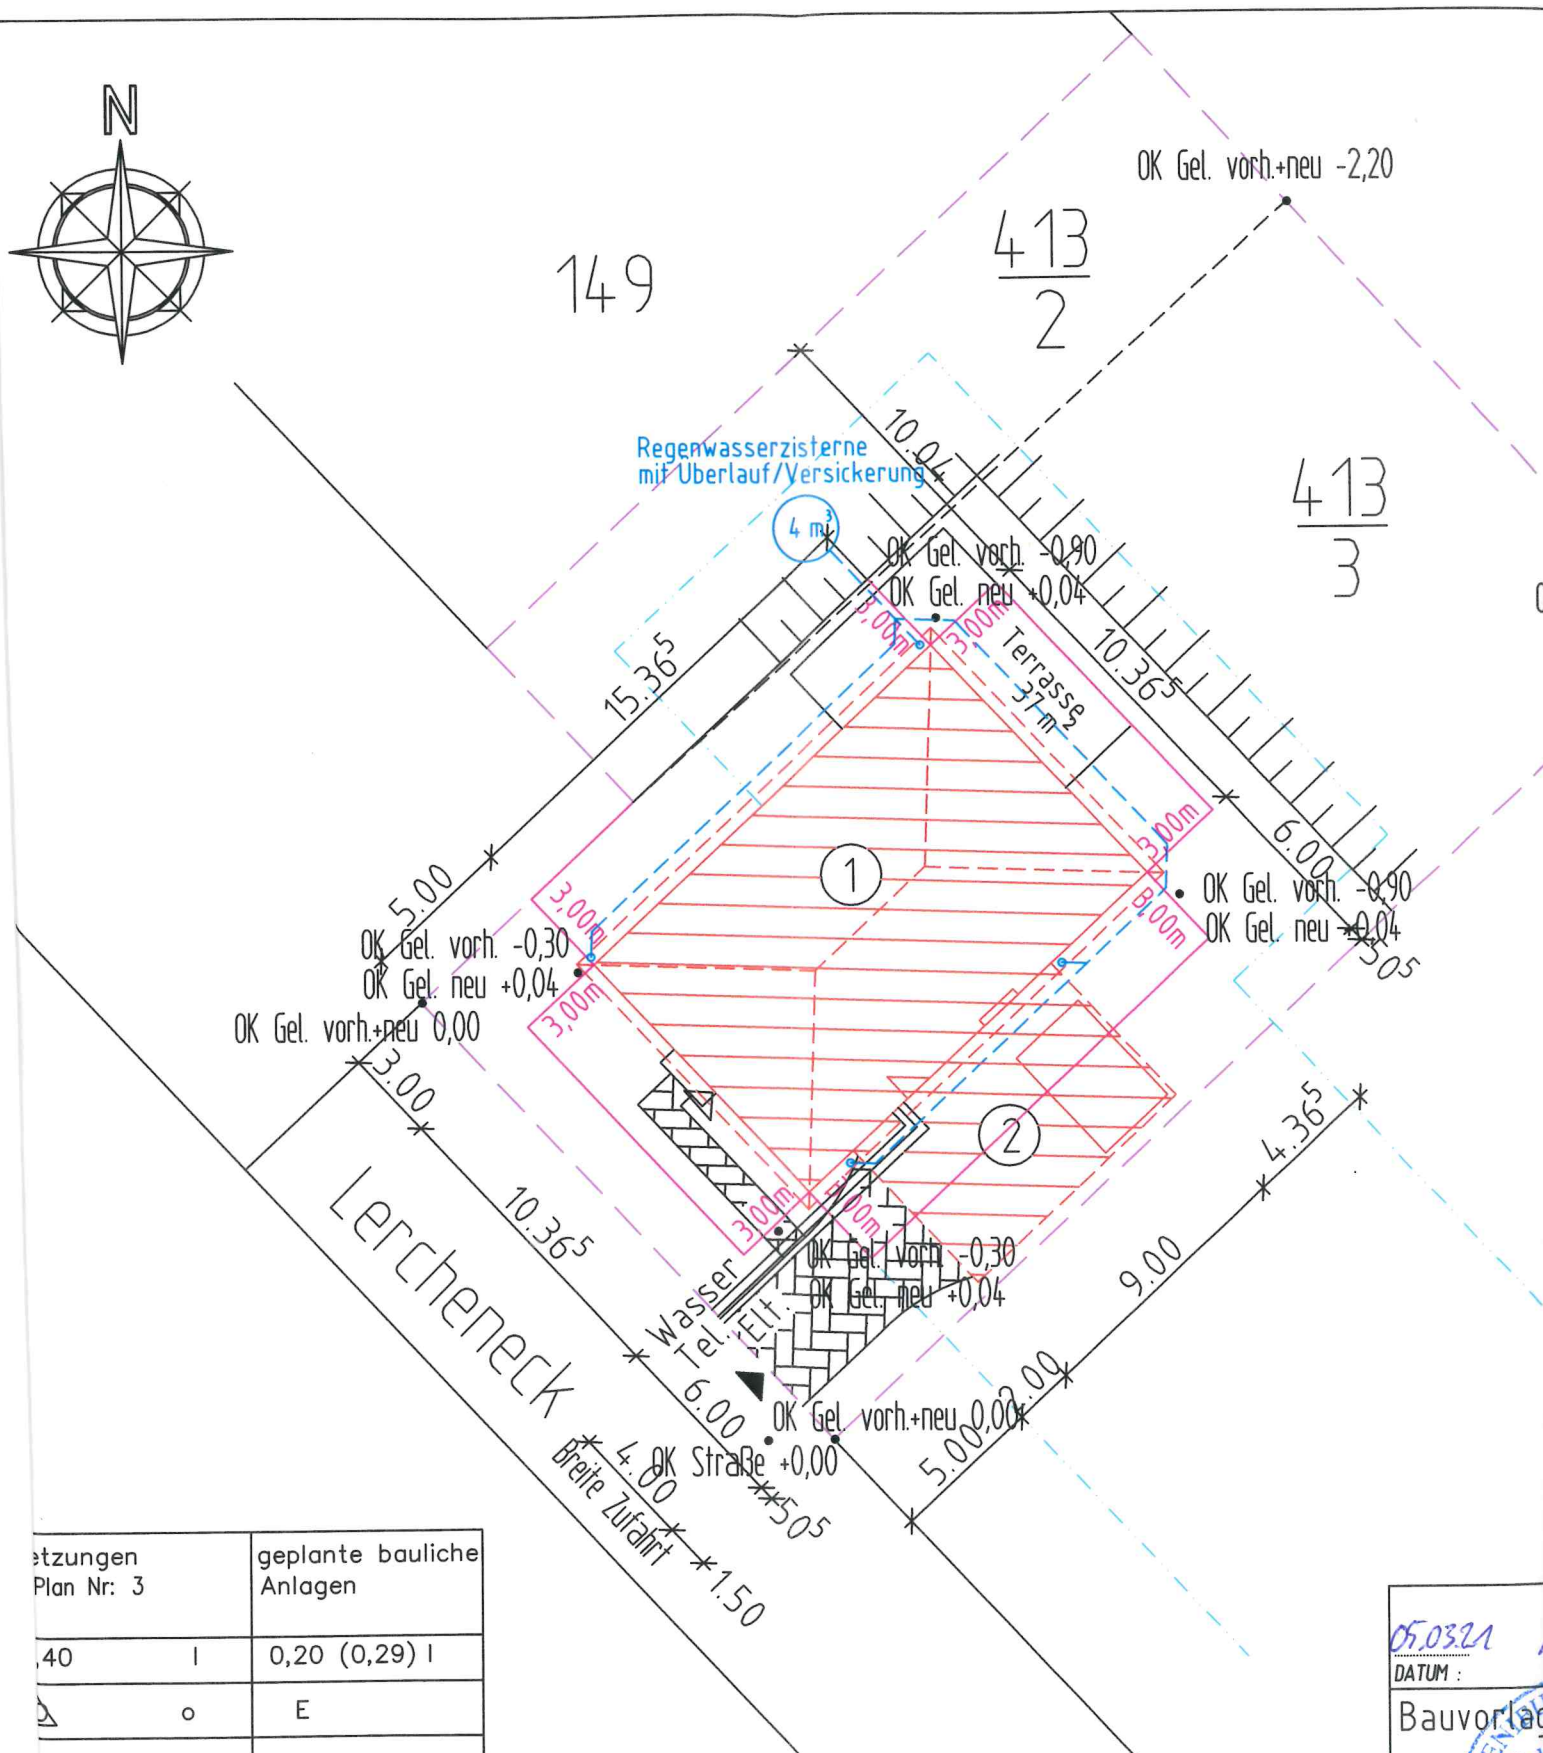 N
OK Gel. vorh.+neu -2,20
413
2
149
10.04
Regenwasserzisterne
mit Überlauf/Versickerung
4 m³
413
3
OK Gel. vorh. -0,90
OK Gel. neu +0,04
3,00m
3,00m
Terrasse
37 m²
10.36⁵
15.36⁵
3,00m
6.00
1
5.00
3,00m
OK Gel. vorh. -0,90
OK Gel. neu +0,04
3,00m
50⁵
OK Gel. vorh. -0,30
OK Gel. neu +0,04
3,00m
OK Gel. vorh.+neu 0,00
3.00
4.36⁵
2
10.36⁵
Lercheneck
3,00m
3,00m
OK Gel. vorh. -0,30
OK Gel. neu +0,04
9.00
Wasser
Tel.
Elt.
6.00
2.00
5.00
OK Gel. vorh.+neu 0,00
OK Straße +0,00
4.00
Breite Zufahrt
50⁵
1.50
etzungen
Plan Nr: 3
geplante bauliche
Anlagen
,40 I 0,20 (0,29) I
o E
05.03.21
DATUM :
Bauvorla